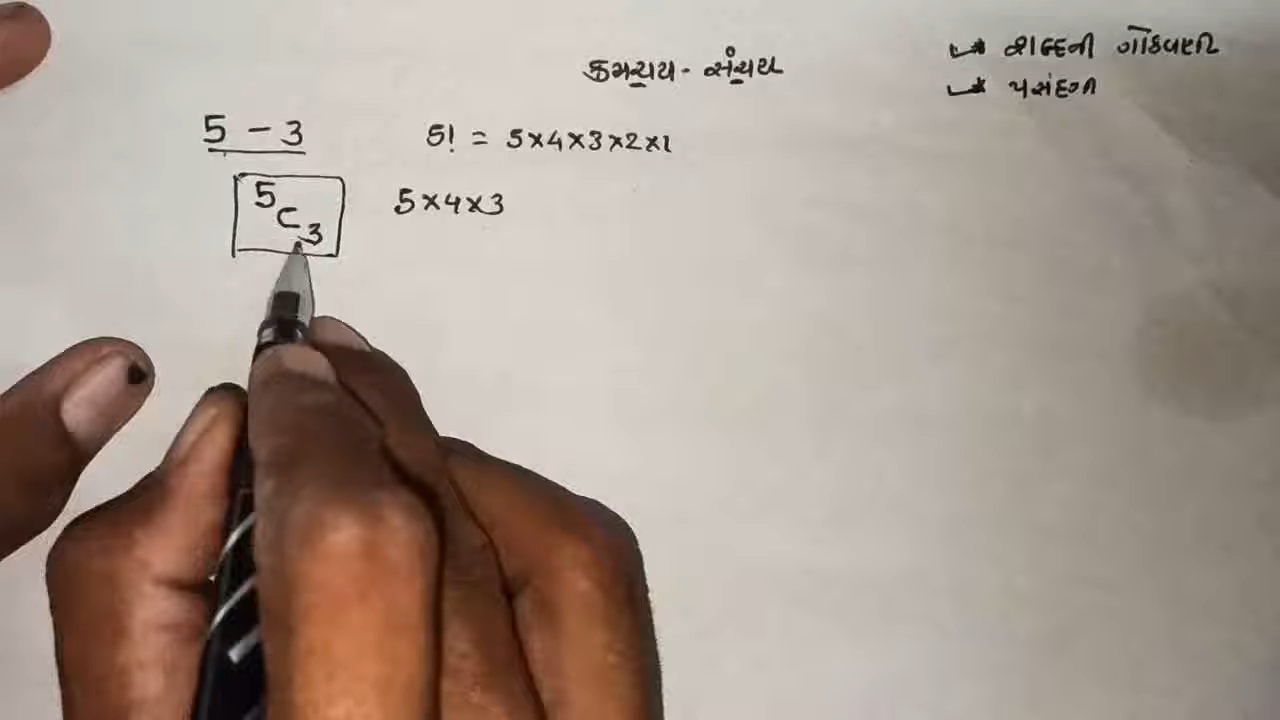 ક્રમચય - સંચય
શબ્દની ગોઠવણી
પસંદગી
5 - 3
5! = 5×4×3×2×1
⁵C₃
5×4×3